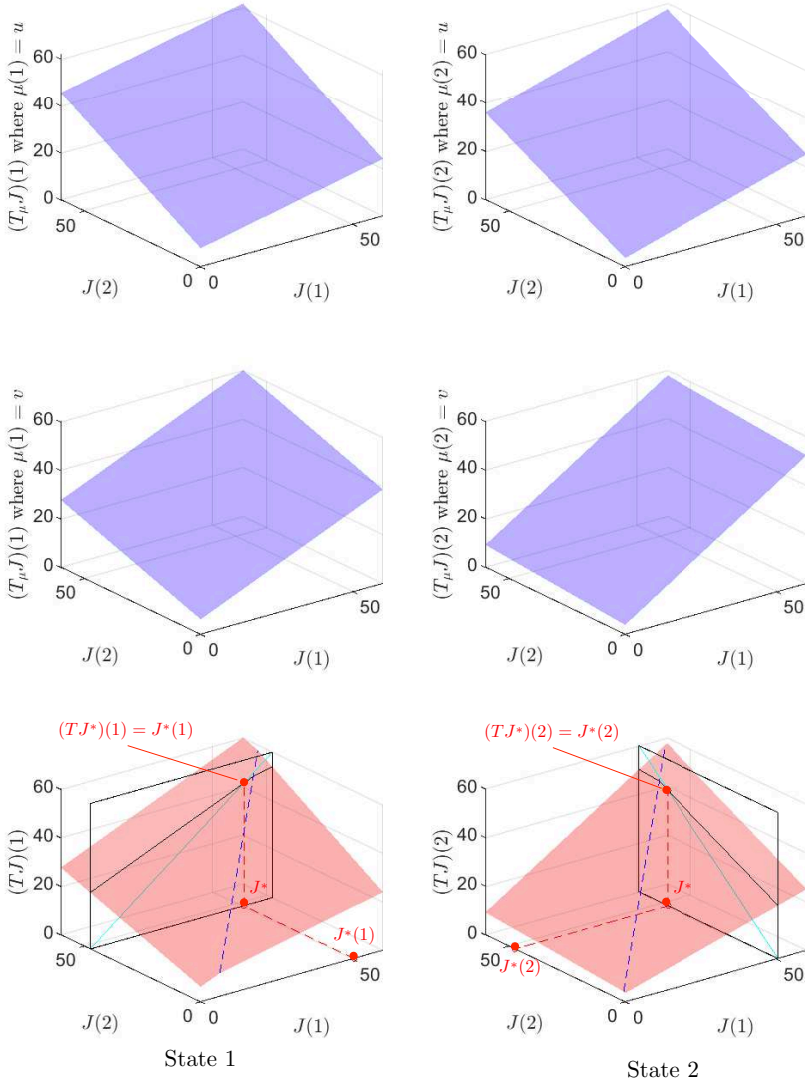 (T_μJ)(1) where μ(1) = u
60
40
20
0
50
0
0
50
J(2)
J(1)
(T_μJ)(2) where μ(2) = u
60
40
20
0
50
0
0
50
J(2)
J(1)
(T_μJ)(1) where μ(1) = v
60
40
20
0
50
0
0
50
J(2)
J(1)
(T_μJ)(2) where μ(2) = v
60
40
20
0
50
0
0
50
J(2)
J(1)
(TJ*)(1) = J*(1)
(TJ)(1)
60
40
20
0
J*
J*(1)
50
0
0
50
J(2)
J(1)
State 1
(TJ*)(2) = J*(2)
(TJ)(2)
60
40
20
0
J*
J*(2)
50
0
0
50
J(2)
J(1)
State 2